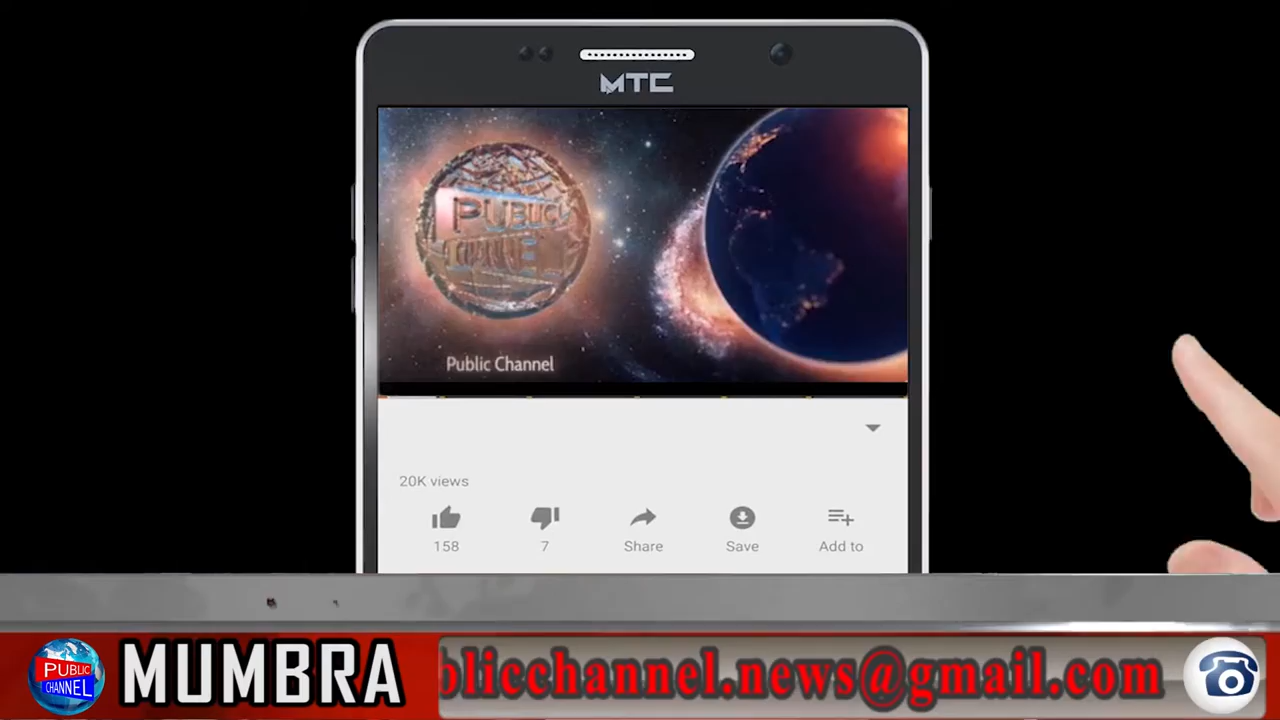 MTC
PUBLIC
CHANNEL
Public Channel
20K views
158
7
Share
Save
Add to
PUBLIC
CHANNEL
MUMBRA
blicchannel.news@gmail.com